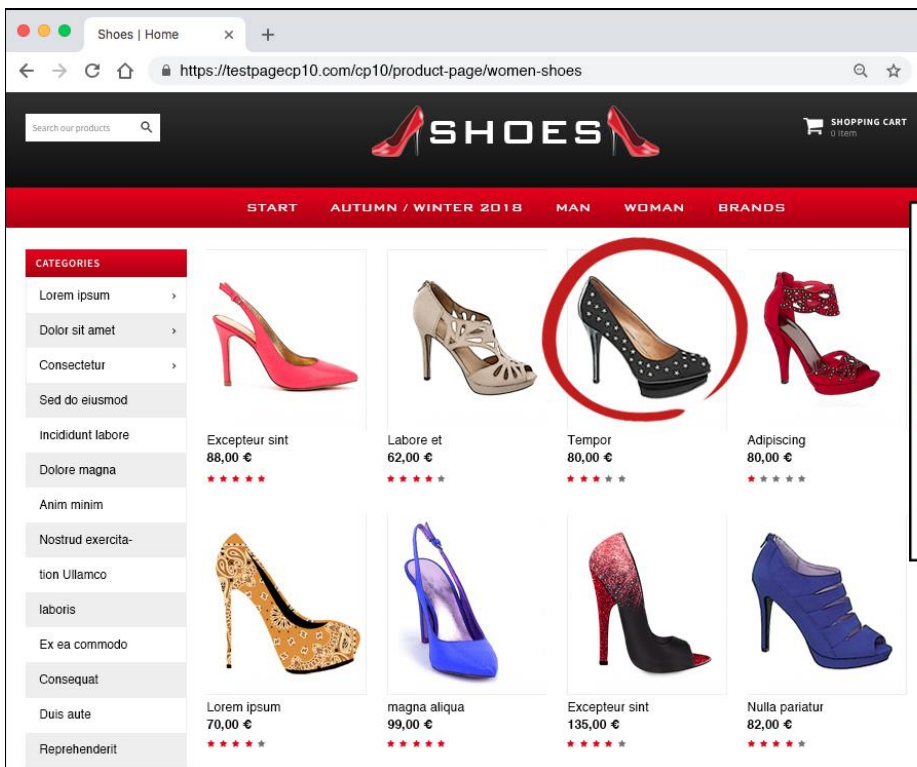 Shoes | Home
https://testpagecp10.com/cp10/product-page/women-shoes
Search our products
SHOES
SHOPPING CART
0 Item
START AUTUMN / WINTER 2018 MAN WOMAN BRANDS
CATEGORIES
Lorem ipsum
Dolor sit amet
Consectetur
Sed do eiusmod
Incididunt labore
Dolore magna
Anim minim
Nostrud exercita-
tion Ullamco
laboris
Ex ea commodo
Consequat
Duis aute
Reprehenderit
Excepteur sint
88,00 €
Labore et
62,00 €
Tempor
80,00 €
Adipiscing
80,00 €
Lorem ipsum
70,00 €
magna aliqua
99,00 €
Excepteur sint
135,00 €
Nulla pariatur
82,00 €